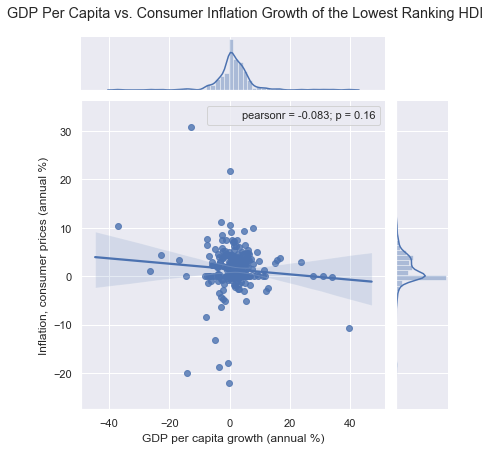 GDP Per Capita vs. Consumer Inflation Growth of the Lowest Ranking HDI
pearsonr = -0.083; p = 0.16
30
20
10
0
−10
−20
Inflation, consumer prices (annual %)
−40
−20
0
20
40
GDP per capita growth (annual %)